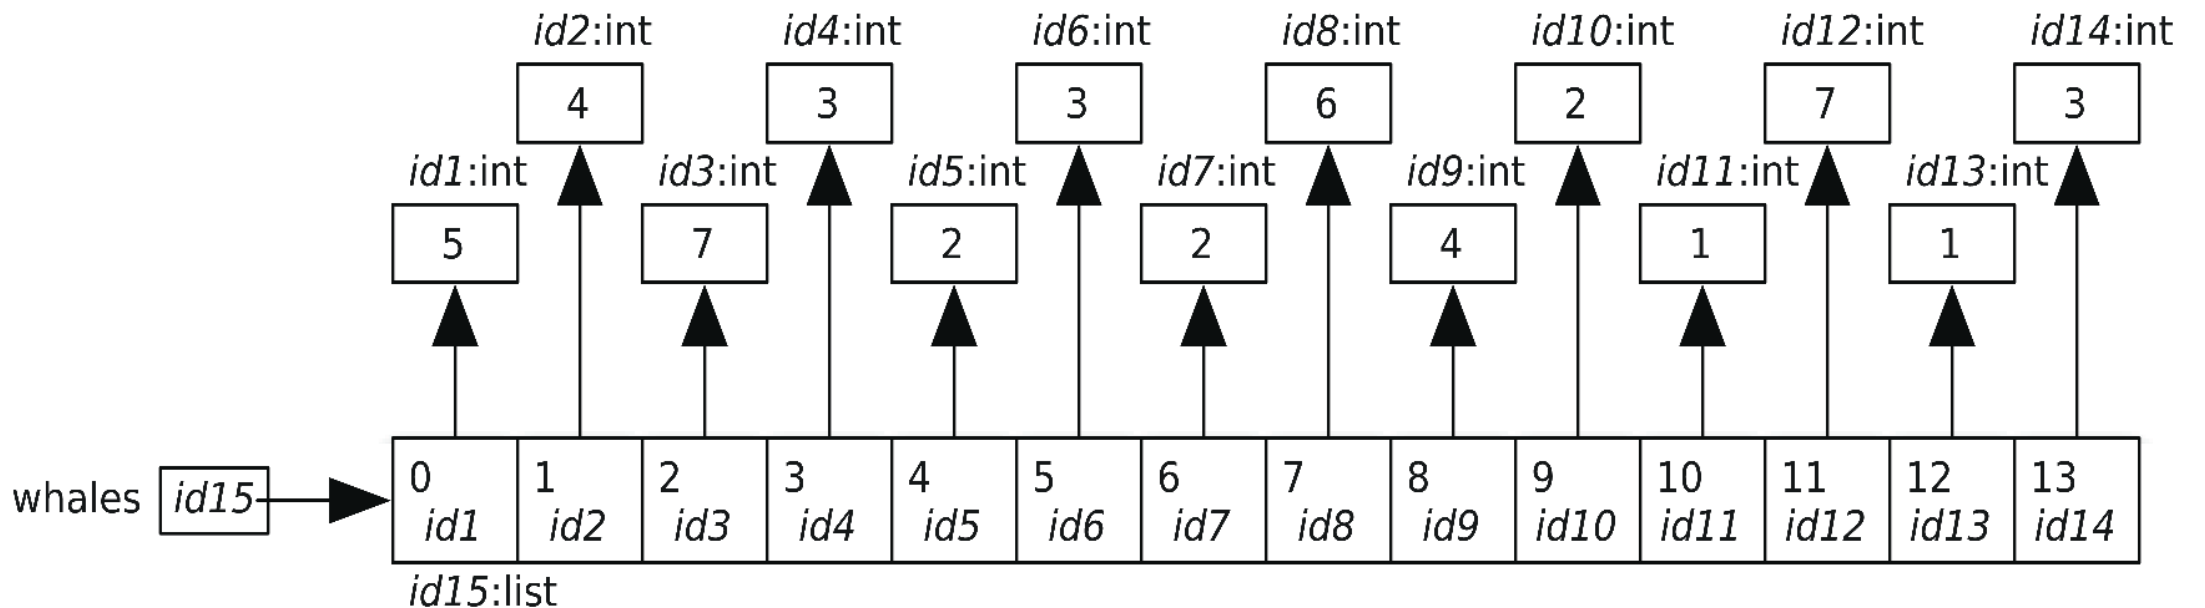 id2:int id4:int id6:int id8:int id10:int id12:int id14:int
4 3 3 6 2 7 3
id1:int id3:int id5:int id7:int id9:int id11:int id13:int
5 7 2 2 4 1 1
0 1 2 3 4 5 6 7 8 9 10 11 12 13
whales id15
id1 id2 id3 id4 id5 id6 id7 id8 id9 id10 id11 id12 id13 id14
id15:list